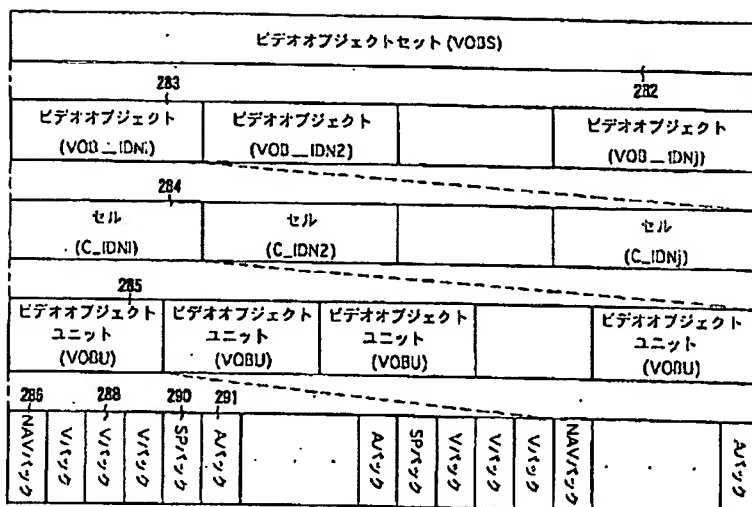 ビデオオブジェクトセット(VOBS)
283
282
ビデオオブジェクト
(VOB_IDN1)
ビデオオブジェクト
(VOB_IDN2)
ビデオオブジェクト
(VOB_IDNj)
284
セル
(C_IDN1)
セル
(C_IDN2)
セル
(C_IDNj)
285
ビデオオブジェクト
ユニット
(VOBU)
ビデオオブジェクト
ユニット
(VOBU)
ビデオオブジェクト
ユニット
(VOBU)
ビデオオブジェクト
ユニット
(VOBU)
286
288
290
291
NAVパック
Vパック
Vパック
Vパック
SPパック
Aパック
. . .
Aパック
SPパック
Vパック
Vパック
Vパック
NAVパック
. . .
Aパック